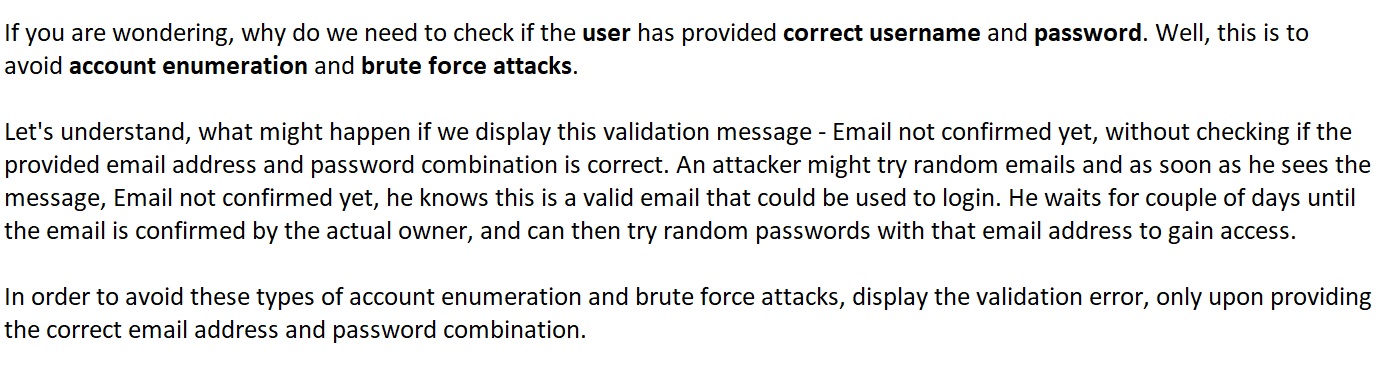 If you are wondering, why do we need to check if the user has provided correct username and password. Well, this is to
avoid account enumeration and brute force attacks.
Let's understand, what might happen if we display this validation message - Email not confirmed yet, without checking if the
provided email address and password combination is correct. An attacker might try random emails and as soon as he sees the
message, Email not confirmed yet, he knows this is a valid email that could be used to login. He waits for couple of days until
the email is confirmed by the actual owner, and can then try random passwords with that email address to gain access.
In order to avoid these types of account enumeration and brute force attacks, display the validation error, only upon providing
the correct email address and password combination.